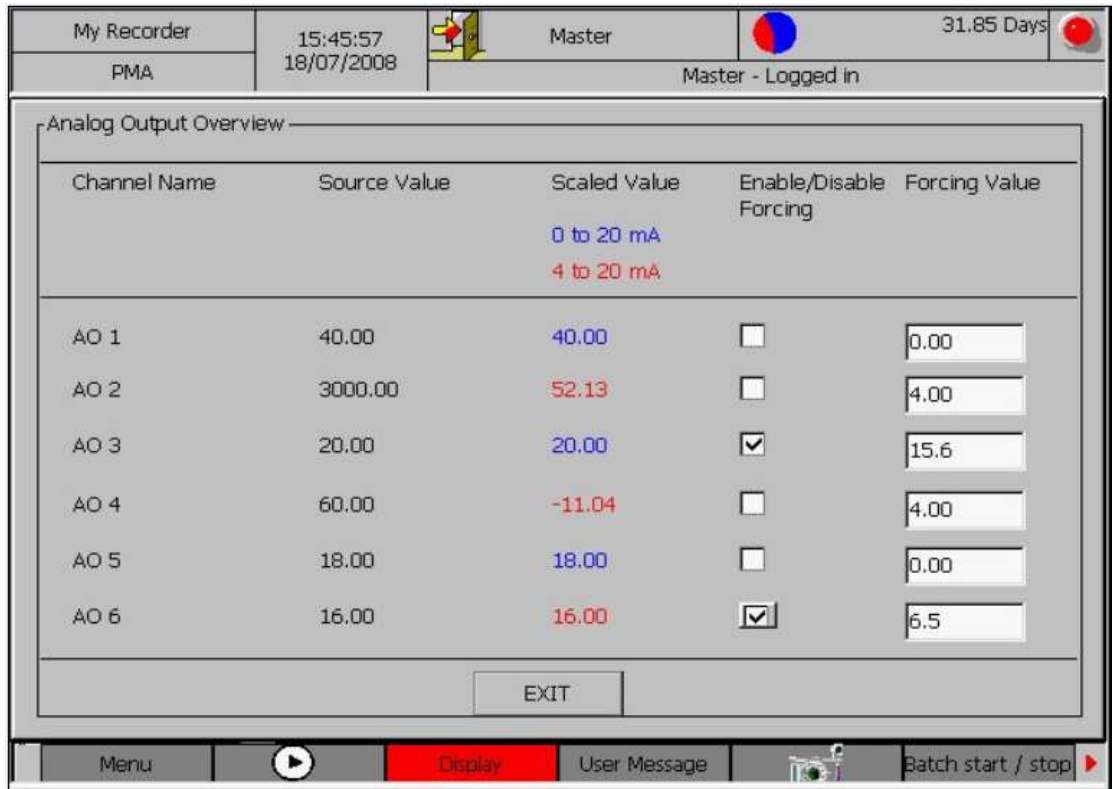 My Recorder
PMA
15:45:57
18/07/2008
Master
31.85 Days
Master - Logged in
Analog Output Overview
Channel Name Source Value Scaled Value Enable/Disable Forcing Value
Forcing
0 to 20 mA
4 to 20 mA
AO 1 40.00 40.00 0.00
AO 2 3000.00 52.13 4.00
AO 3 20.00 20.00 15.6
AO 4 60.00 -11.04 4.00
AO 5 18.00 18.00 0.00
AO 6 16.00 16.00 6.5
EXIT
Menu Display User Message Batch start / stop